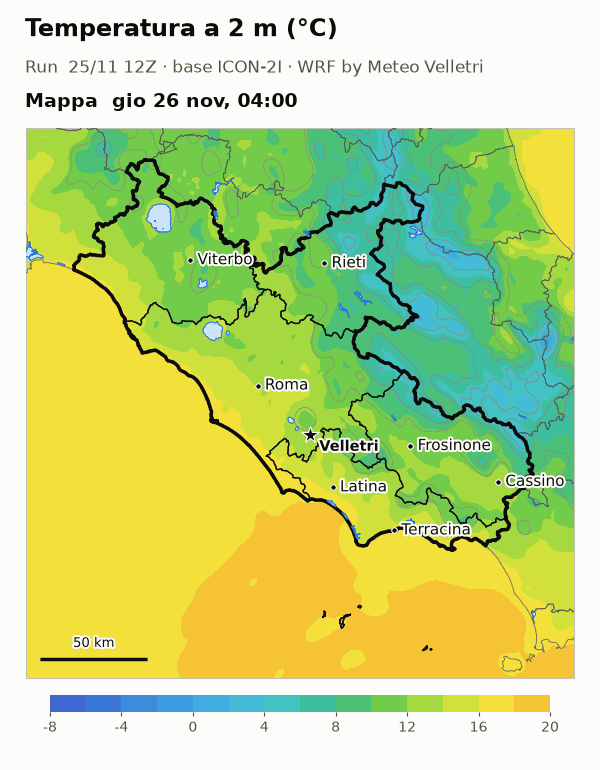 Temperatura a 2 m (°C)
Run  25/11 12Z · base ICON-2I · WRF by Meteo Velletri
Mappa  gio 26 nov, 04:00
Viterbo
Rieti
Roma
Velletri
Frosinone
Latina
Cassino
Terracina
50 km
-8 -4 0 4 8 12 16 20